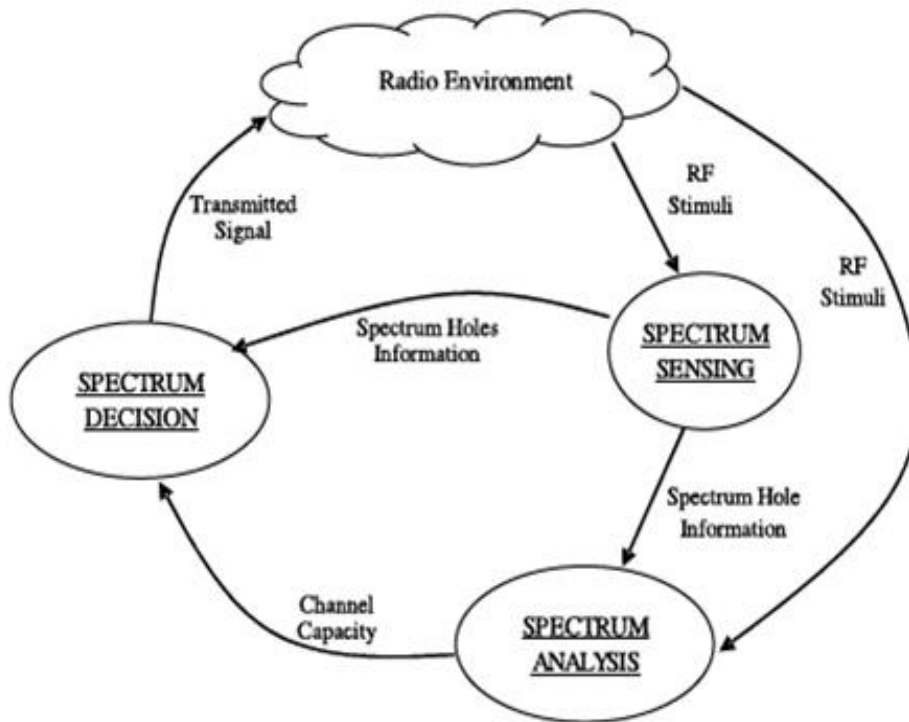 Radio Environment
RF
Stimuli
Transmitted
Signal
RF
Stimuli
Spectrum Holes
Information
SPECTRUM
SENSING
SPECTRUM
DECISION
Spectrum Hole
Information
Channel
Capacity
SPECTRUM
ANALYSIS